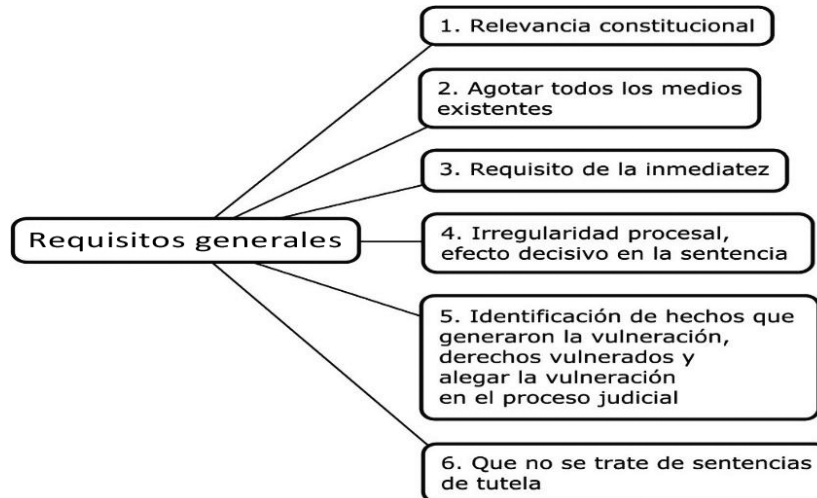 Requisitos generales
1. Relevancia constitucional
2. Agotar todos los medios
existentes
3. Requisito de la inmediatez
4. Irregularidad procesal,
efecto decisivo en la sentencia
5. Identificación de hechos que
generaron la vulneración,
derechos vulnerados y
alegar la vulneración
en el proceso judicial
6. Que no se trate de sentencias
de tutela